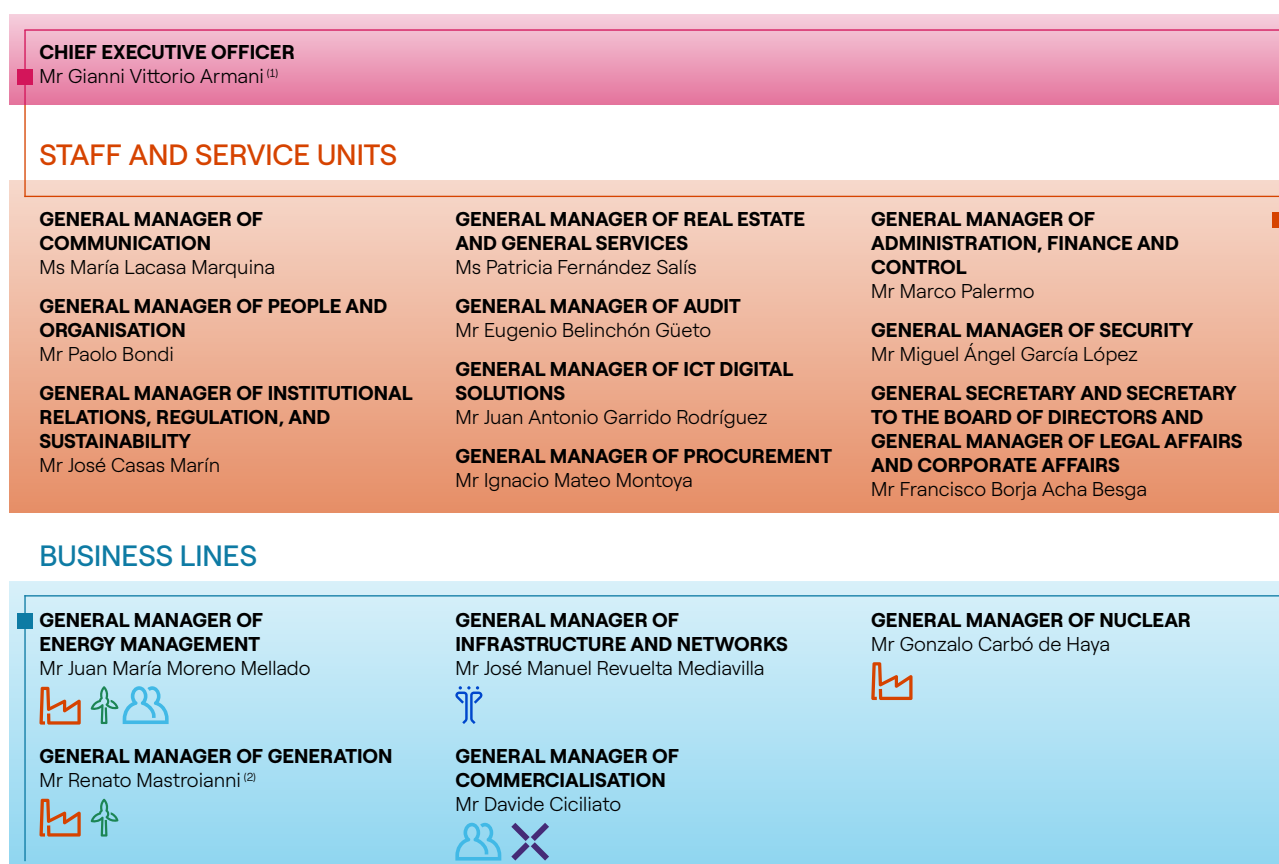 CHIEF EXECUTIVE OFFICER
Mr Gianni Vittorio Armani (1)
STAFF AND SERVICE UNITS
GENERAL MANAGER OF
COMMUNICATION
Ms María Lacasa Marquina
GENERAL MANAGER OF PEOPLE AND
ORGANISATION
Mr Paolo Bondi
GENERAL MANAGER OF INSTITUTIONAL
RELATIONS, REGULATION, AND
SUSTAINABILITY
Mr José Casas Marín
GENERAL MANAGER OF REAL ESTATE
AND GENERAL SERVICES
Ms Patricia Fernández Salís
GENERAL MANAGER OF AUDIT
Mr Eugenio Belinchón Güeto
GENERAL MANAGER OF ICT DIGITAL
SOLUTIONS
Mr Juan Antonio Garrido Rodríguez
GENERAL MANAGER OF PROCUREMENT
Mr Ignacio Mateo Montoya
GENERAL MANAGER OF
ADMINISTRATION, FINANCE AND
CONTROL
Mr Marco Palermo
GENERAL MANAGER OF SECURITY
Mr Miguel Ángel García López
GENERAL SECRETARY AND SECRETARY
TO THE BOARD OF DIRECTORS AND
GENERAL MANAGER OF LEGAL AFFAIRS
AND CORPORATE AFFAIRS
Mr Francisco Borja Acha Besga
BUSINESS LINES
GENERAL MANAGER OF
ENERGY MANAGEMENT
Mr Juan María Moreno Mellado
GENERAL MANAGER OF GENERATION
Mr Renato Mastroianni (2)
GENERAL MANAGER OF
INFRASTRUCTURE AND NETWORKS
Mr José Manuel Revuelta Mediavilla
GENERAL MANAGER OF
COMMERCIALISATION
Mr Davide Ciciliato
GENERAL MANAGER OF NUCLEAR
Mr Gonzalo Carbó de Haya